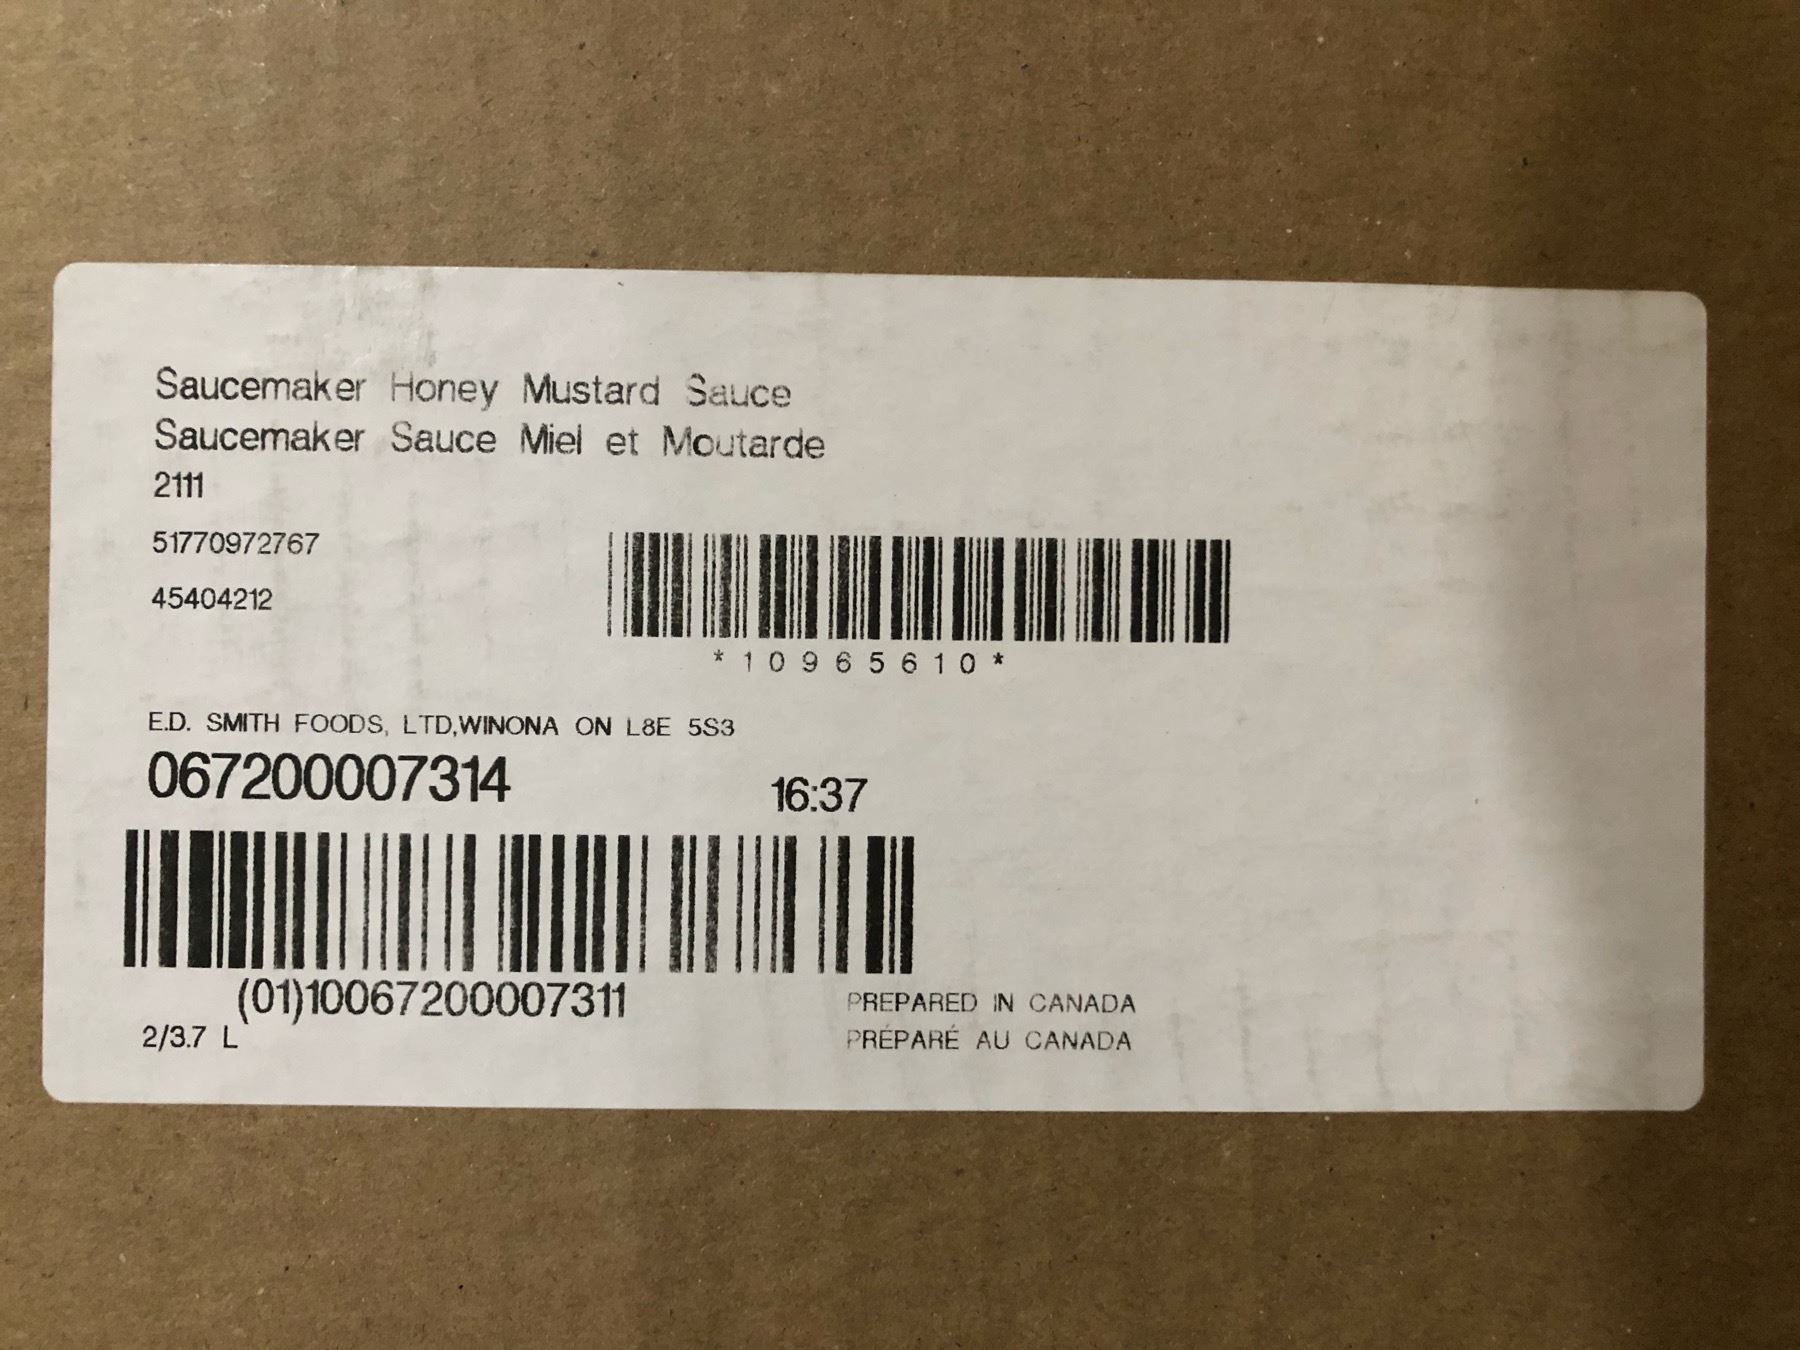 Saucemaker Honey Mustard Sauce
Saucemaker Sauce Miel et Moutarde
2111
51770972767
45404212
*10965610*
E.D. SMITH FOODS, LTD,WINONA ON L8E 5S3
067200007314
16:37
(01)10067200007311
2/3.7 L
PREPARED IN CANADA
PRÉPARÉ AU CANADA